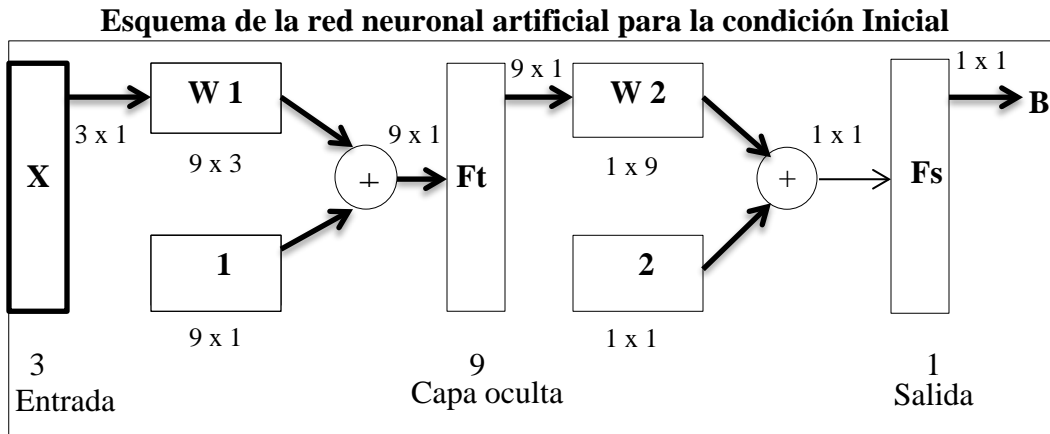 Esquema de la red neuronal artificial para la condición Inicial
X
3 x 1
W 1
9 x 3
1
9 x 1
+
9 x 1
Ft
9 x 1
W 2
1 x 9
2
1 x 1
+
1 x 1
Fs
1 x 1
B
3
Entrada
9
Capa oculta
1
Salida